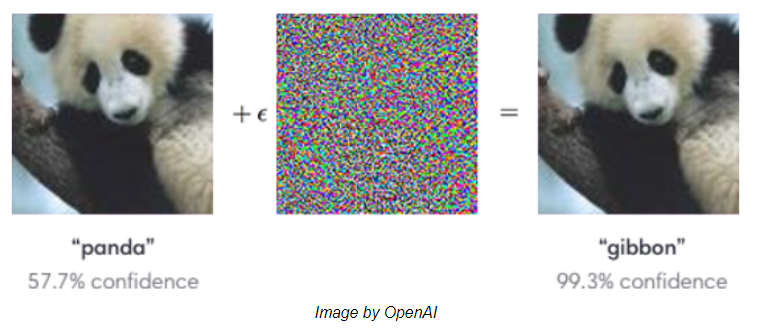 + ϵ
=
“panda”
57.7% confidence
“gibbon”
99.3% confidence
Image by OpenAI